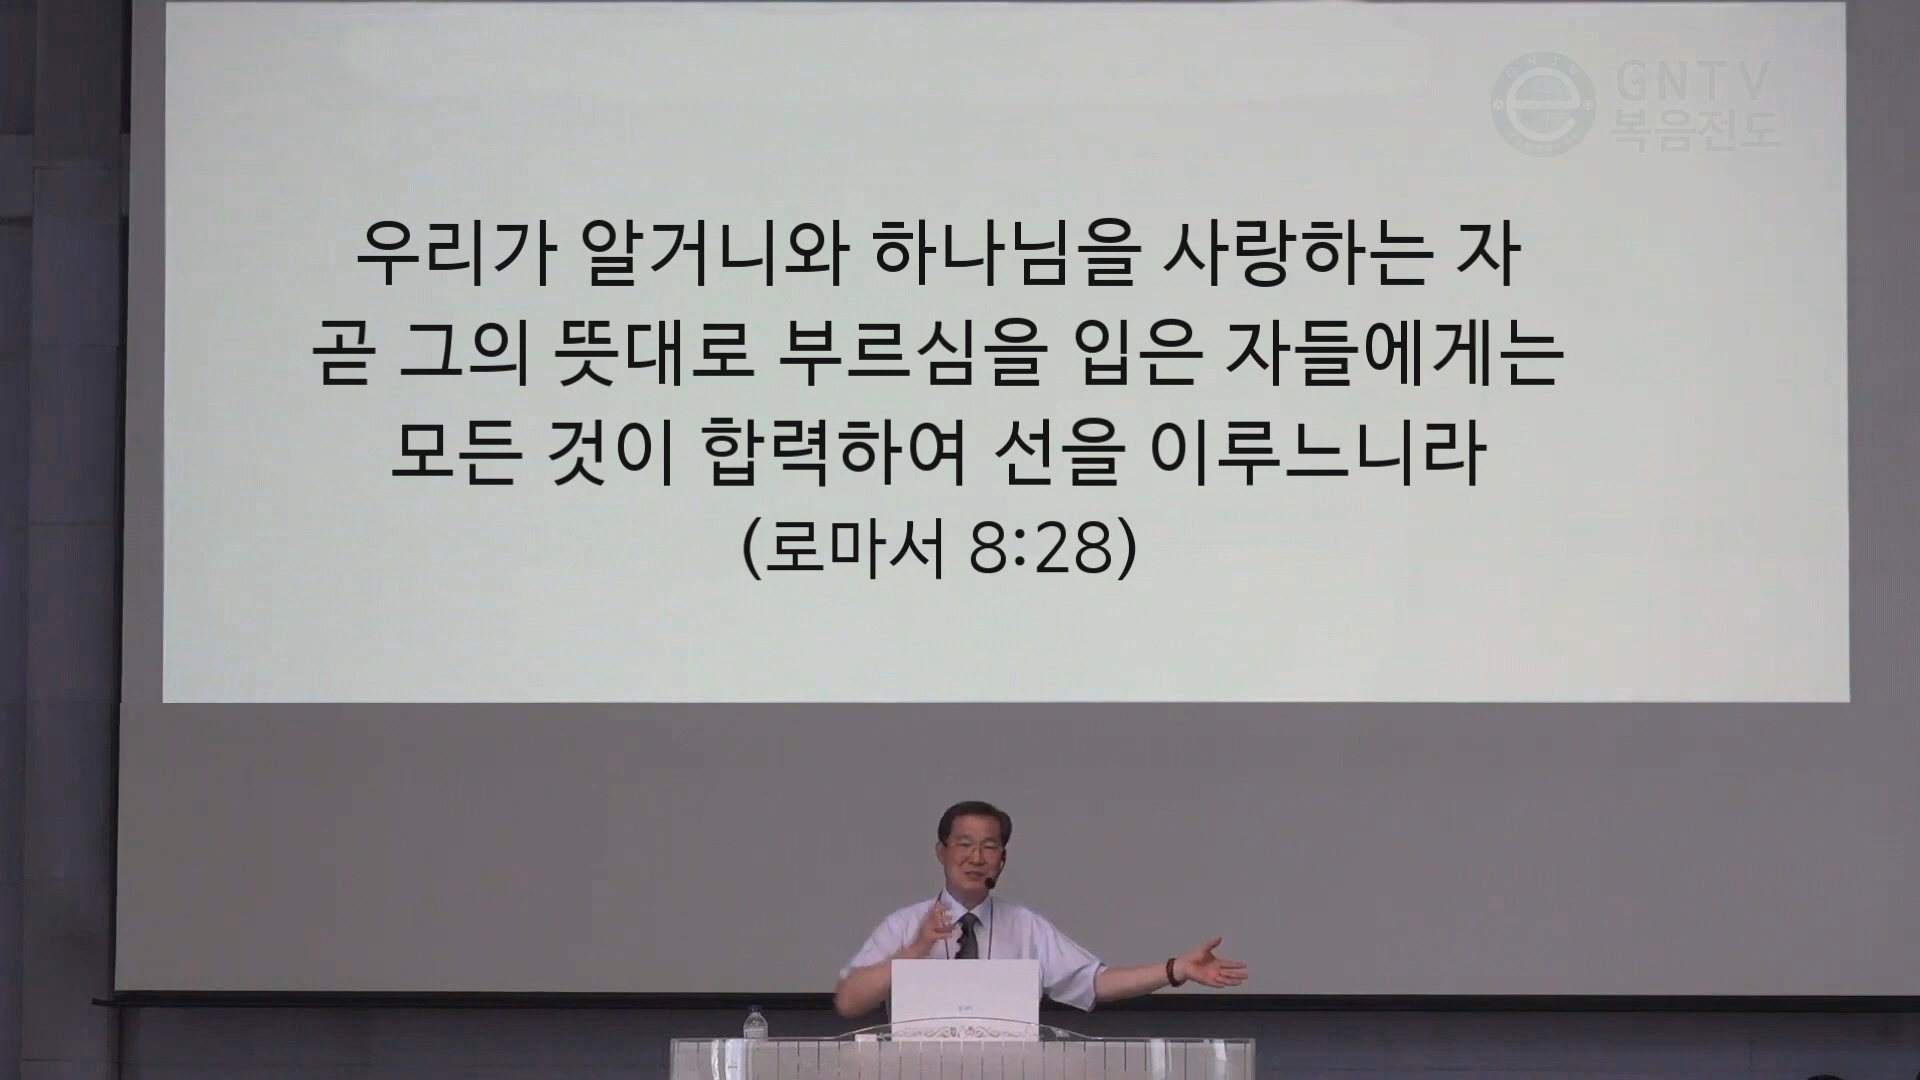 GNTV
복음전도
우리가 알거니와 하나님을 사랑하는 자
곧 그의 뜻대로 부르심을 입은 자들에게는
모든 것이 합력하여 선을 이루느니라
(로마서 8:28)